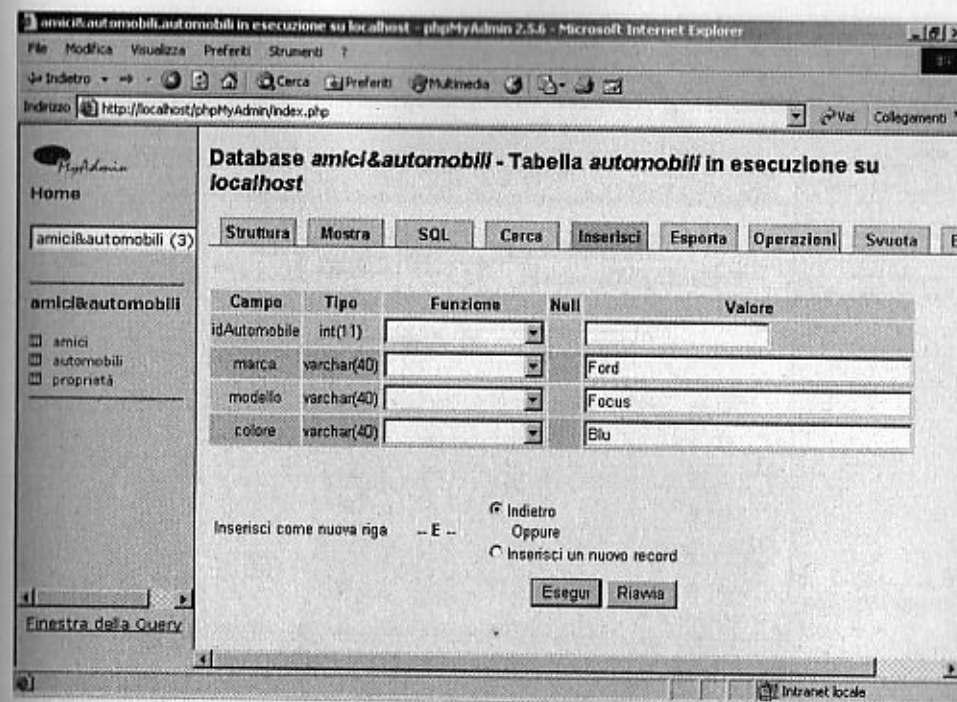 amici&automobili.automobili in esecuzione su localhost - phpMyAdmin 2.5.6 - Microsoft Internet Explorer
File Modifica Visualizza Preferiti Strumenti ?
Indietro Cerca Preferiti Multimedia
Indirizzo http://localhost/phpMyAdmin/index.php Vai Collegamenti
MyAdmin
Home
amici&automobili (3)
amici&automobili
amici
automobili
proprietà
Finestra della Query
Database amici&automobili - Tabella automobili in esecuzione su
localhost
Struttura Mostra SQL Cerca Inserisci Esporta Operazioni Svuota E
Campo Tipo Funzione Null Valore
idAutomobile int(11)
marca varchar(40) Ford
modello varchar(40) Focus
colore varchar(40) Blu
Inserisci come nuova riga -- E --
Indietro
Oppure
Inserisci un nuovo record
Esegui Riavvia
Intranet locale